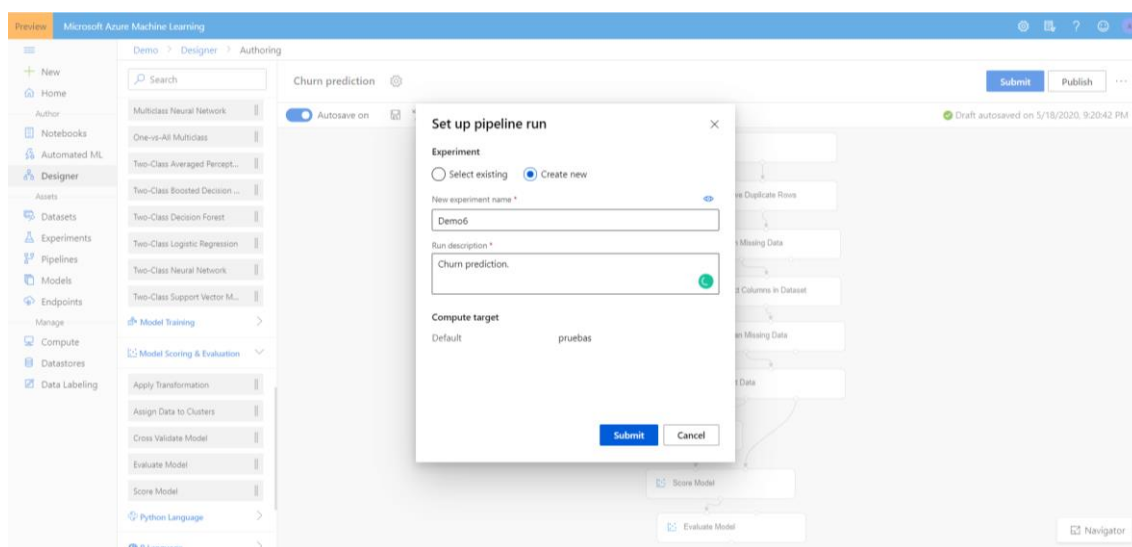 Preview Microsoft Azure Machine Learning
Demo > Designer > Authoring
New
Home
Author
Notebooks
Automated ML
Designer
Assets
Datasets
Experiments
Pipelines
Models
Endpoints
Manage
Compute
Datastores
Data Labeling
Search
Multiclass Neural Network
One-vs-All Multiclass
Two-Class Averaged Percept...
Two-Class Boosted Decision ...
Two-Class Decision Forest
Two-Class Logistic Regression
Two-Class Neural Network
Two-Class Support Vector M...
Model Training
Model Scoring & Evaluation
Apply Transformation
Assign Data to Clusters
Cross Validate Model
Evaluate Model
Score Model
Python Language
Churn prediction
Submit Publish ...
Autosave on
Draft autosaved on 5/18/2020, 9:20:42 PM
Set up pipeline run
Experiment
Select existing Create new
New experiment name *
Demo6
Run description *
Churn prediction.
Compute target
Default pruebas
Submit Cancel
Duplicate Rows
Missing Data
Columns in Dataset
Missing Data
Data
Score Model
Evaluate Model
Navigator